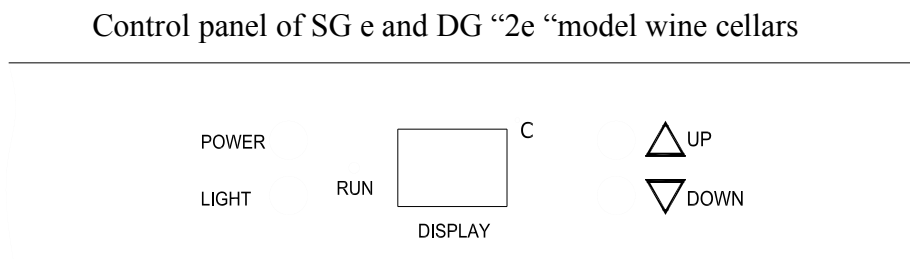 Control panel of SG e and DG “2e “model wine cellars
POWER
C
UP
LIGHT
RUN
DOWN
DISPLAY